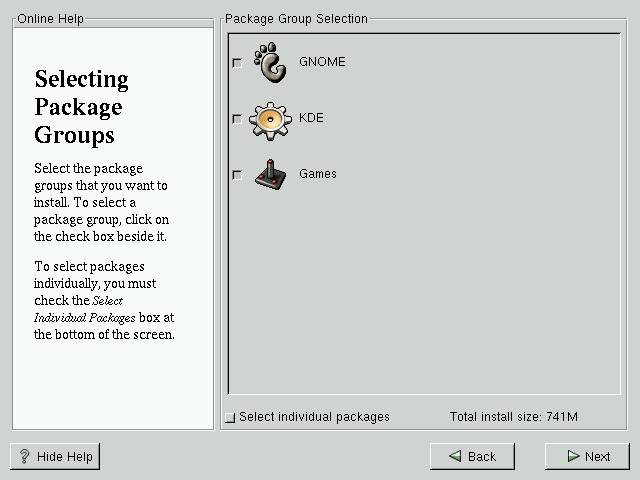 Online Help
Selecting
Package
Groups
Select the package
groups that you want to
install. To select a
package group, click on
the check box beside it.
To select packages
individually, you must
check the Select
Individual Packages box at
the bottom of the screen.
Package Group Selection
GNOME
KDE
Games
Select individual packages
Total install size: 741M
Hide Help
Back
Next